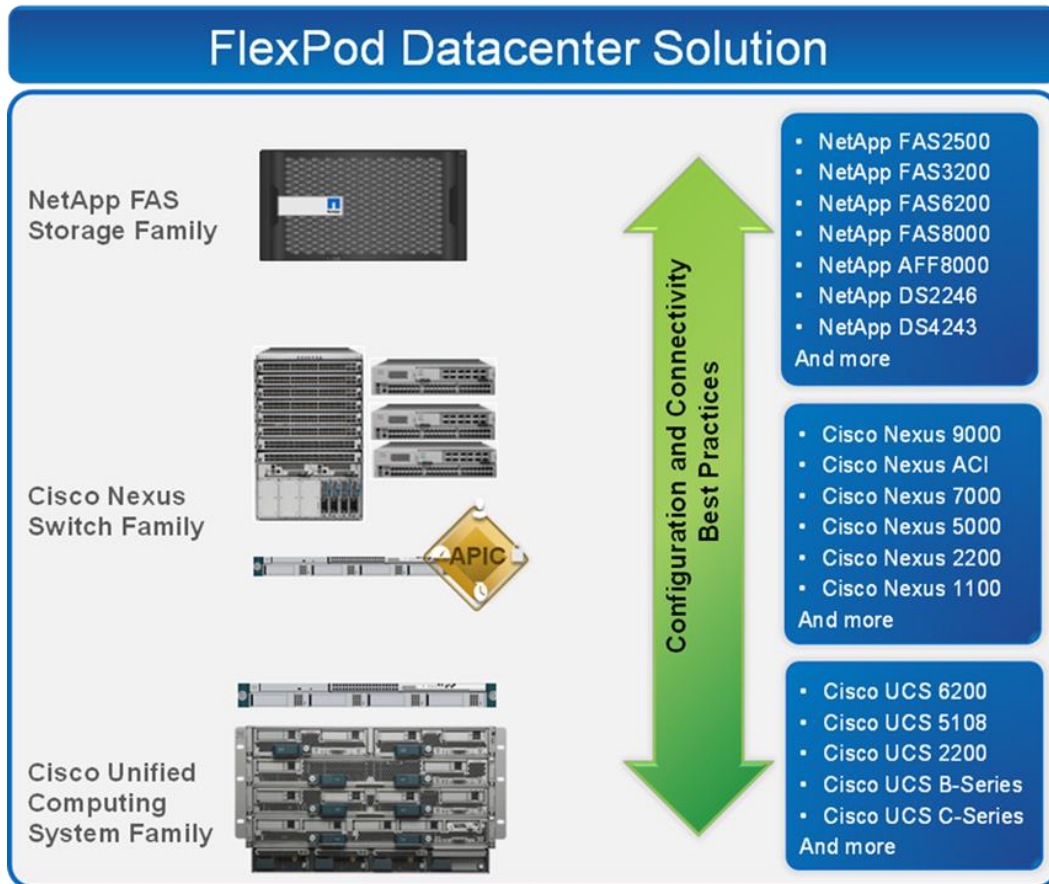 FlexPod Datacenter Solution
NetApp FAS
Storage Family
Cisco Nexus
Switch Family
APIC
Cisco Unified
Computing
System Family
Configuration and Connectivity
Best Practices
• NetApp FAS2500
• NetApp FAS3200
• NetApp FAS6200
• NetApp FAS8000
• NetApp AFF8000
• NetApp DS2246
• NetApp DS4243
And more
• Cisco Nexus 9000
• Cisco Nexus ACI
• Cisco Nexus 7000
• Cisco Nexus 5000
• Cisco Nexus 2200
• Cisco Nexus 1100
And more
• Cisco UCS 6200
• Cisco UCS 5108
• Cisco UCS 2200
• Cisco UCS B-Series
• Cisco UCS C-Series
And more